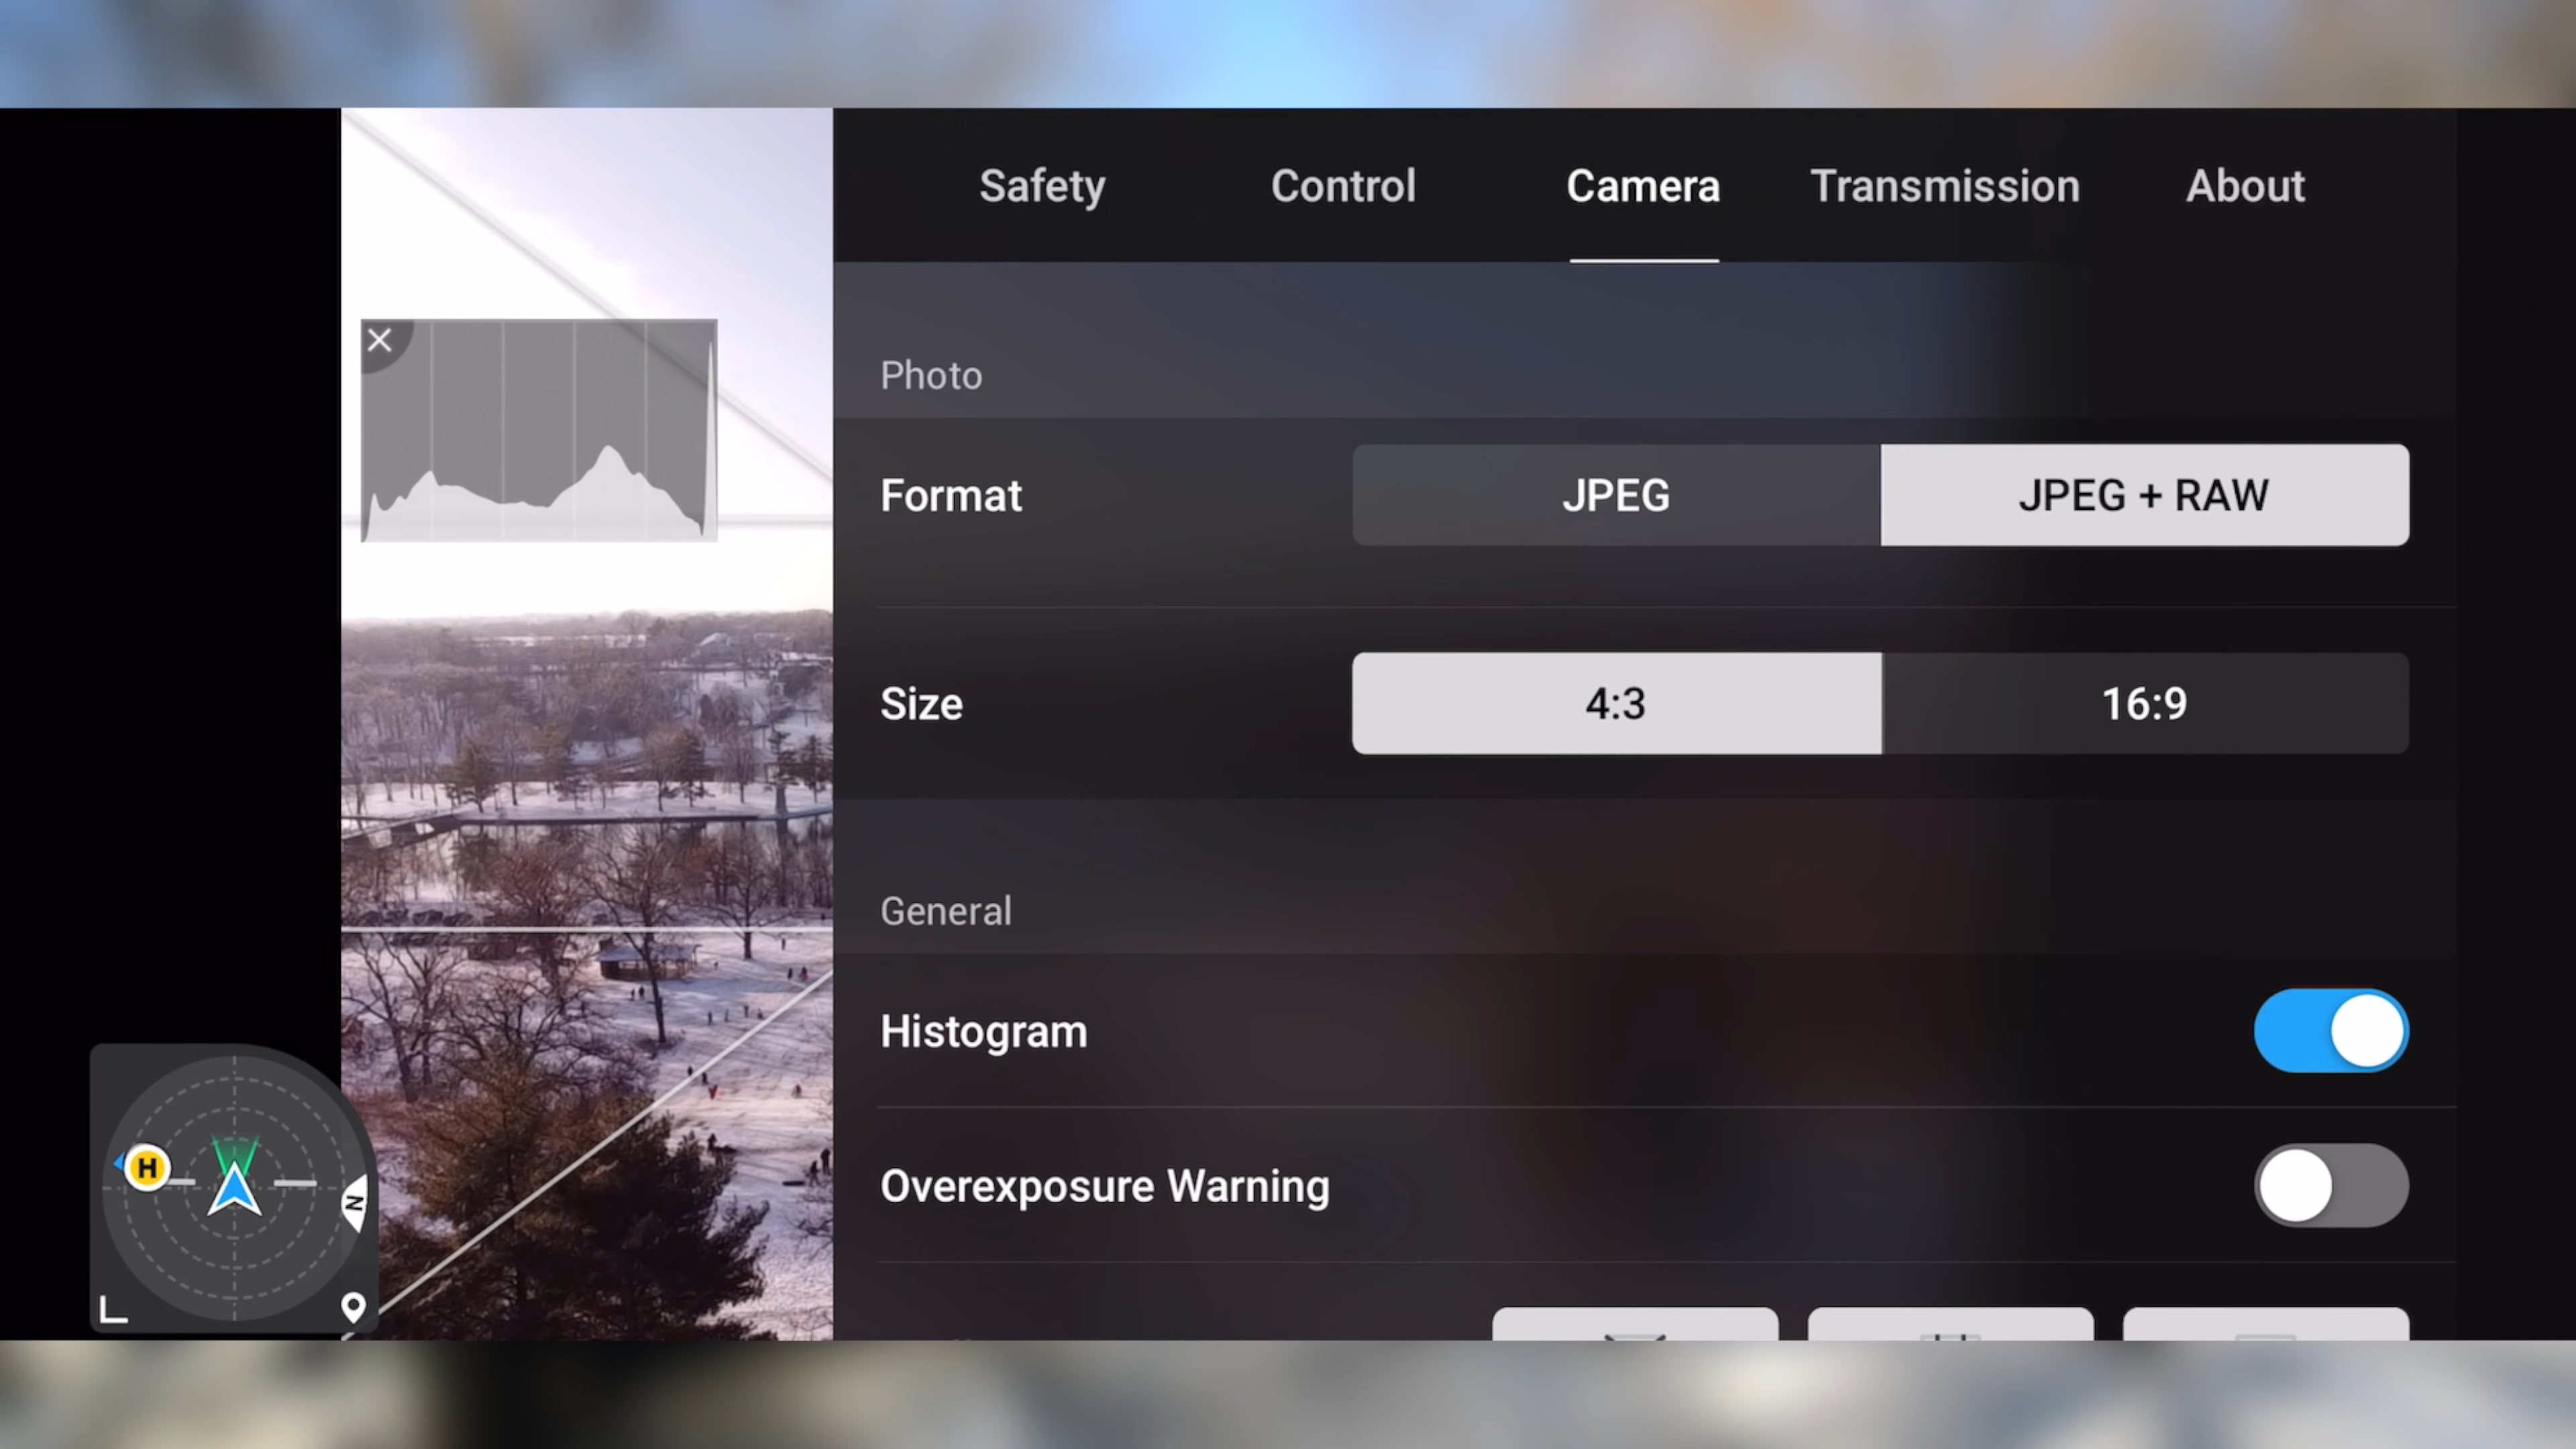 Safety Control Camera Transmission About
Photo
Format JPEG JPEG + RAW
Size 4:3 16:9
General
Histogram
Overexposure Warning
H
N